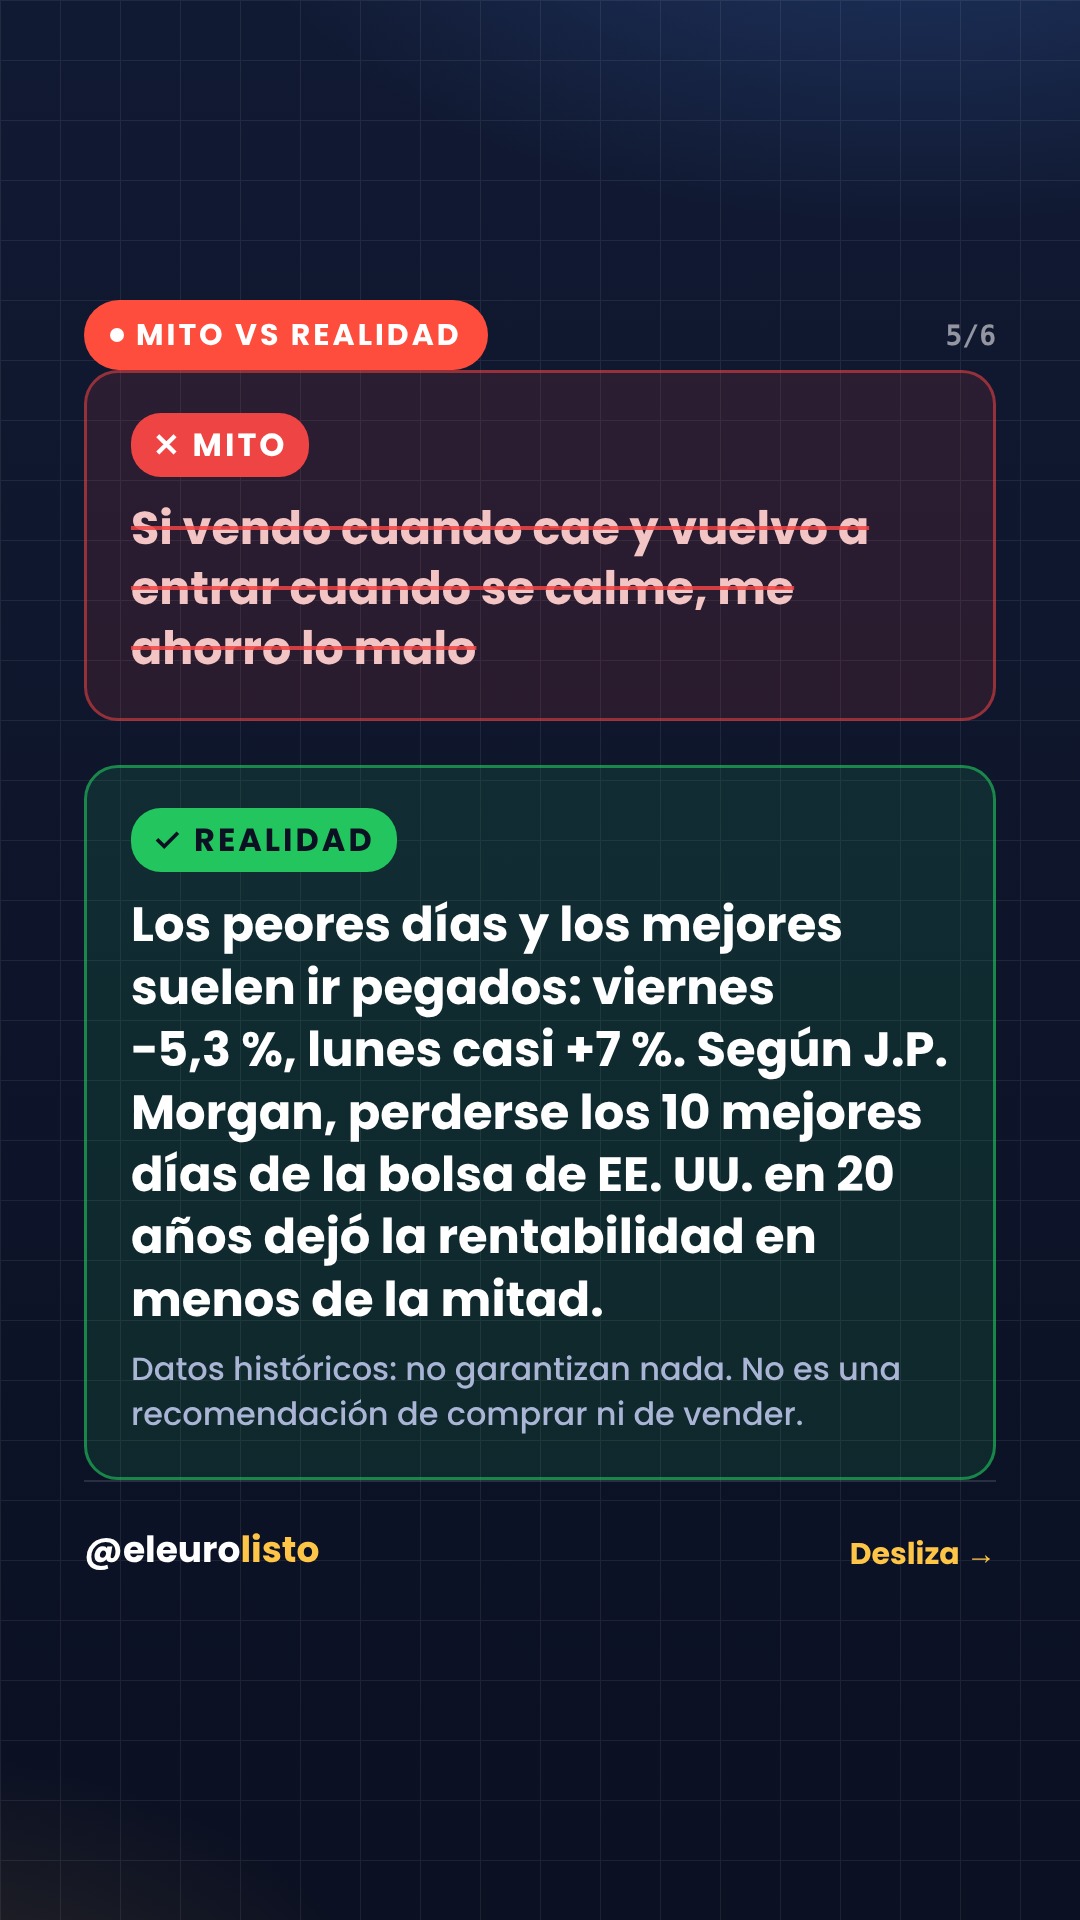 MITO VS REALIDAD
5/6
✕ MITO
Si vendo cuando cae y vuelvo a
entrar cuando se calme, me
ahorro lo malo
✓ REALIDAD
Los peores días y los mejores
suelen ir pegados: viernes
−5,3 %, lunes casi +7 %. Según J.P.
Morgan, perderse los 10 mejores
días de la bolsa de EE. UU. en 20
años dejó la rentabilidad en
menos de la mitad.
Datos históricos: no garantizan nada. No es una
recomendación de comprar ni de vender.
@eleurolisto
Desliza →